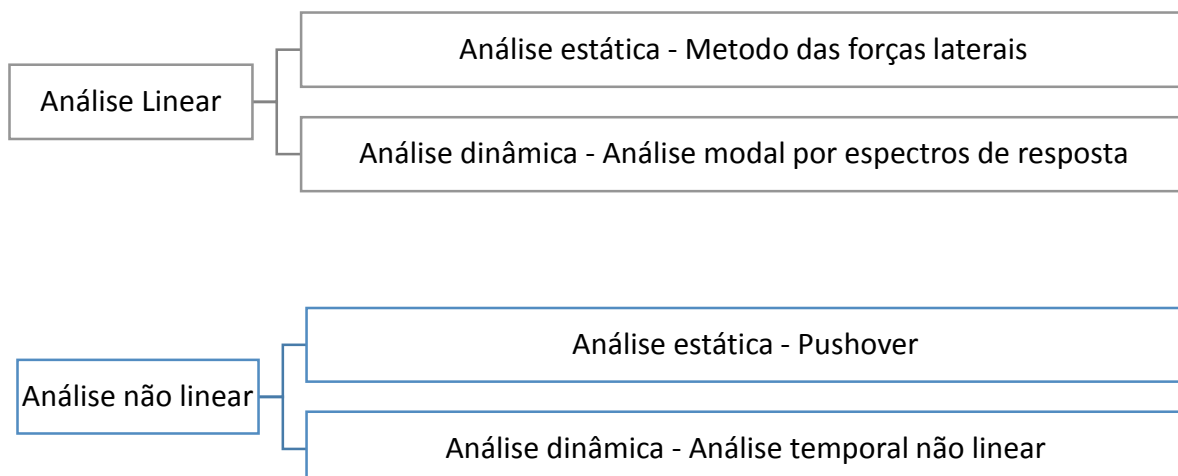 Análise estática - Metodo das forças laterais
Análise Linear
Análise dinâmica - Análise modal por espectros de resposta
Análise estática - Pushover
Análise não linear
Análise dinâmica - Análise temporal não linear